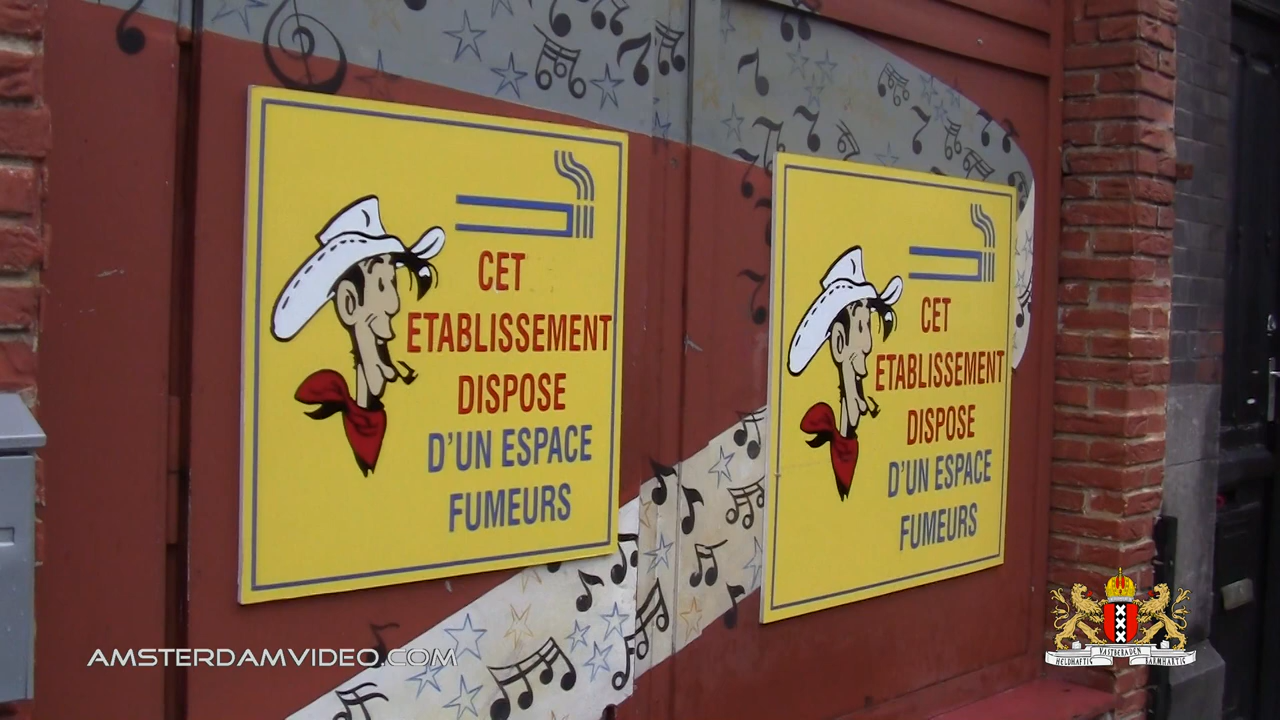 CET
ETABLISSEMENT
DISPOSE
D'UN ESPACE
FUMEURS
CET
ETABLISSEMENT
DISPOSE
D'UN ESPACE
FUMEURS
AMSTERDAMVIDEO.COM
HELDHAFTIG VASTBERADEN BARMHARTIG